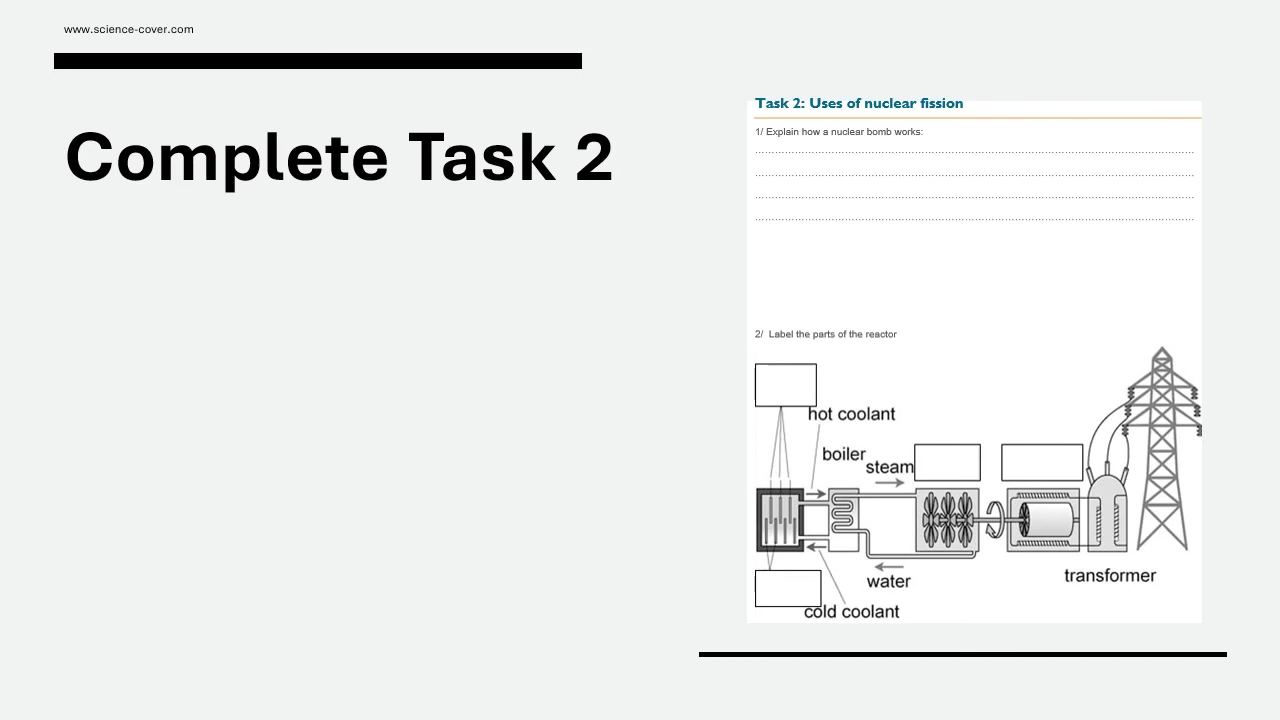 www.science-cover.com
Complete Task 2
Task 2: Uses of nuclear fission
1/ Explain how a nuclear bomb works:
2/ Label the parts of the reactor
hot coolant
boiler
steam
water
transformer
cold coolant